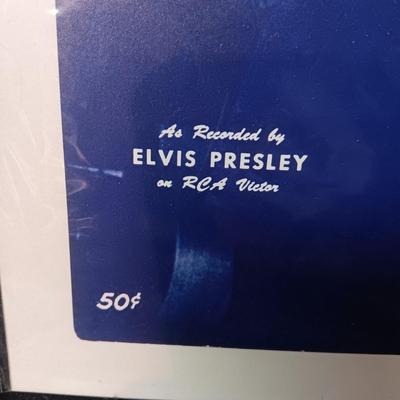 As Recorded by
ELVIS PRESLEY
on RCA Victor
50¢